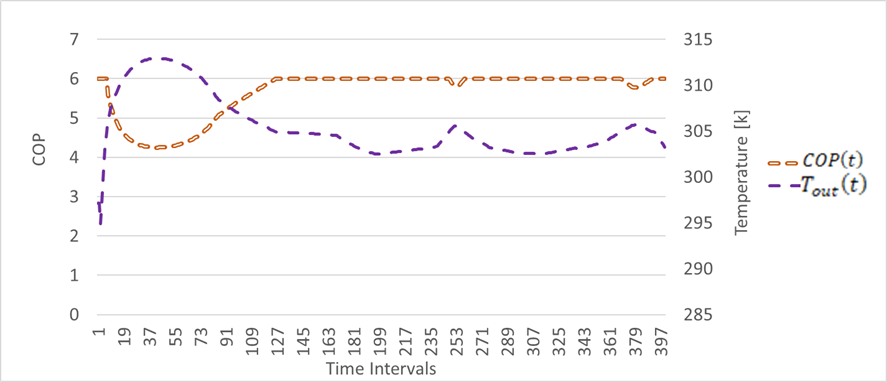 7
6
5
4
3
2
1
0
COP
315
310
305
300
295
290
285
Temperature [k]
1 19 37 55 73 91 109 127 145 163 181 199 217 235 253 271 289 307 325 343 361 379 397
Time Intervals
COP(t)
Tout(t)